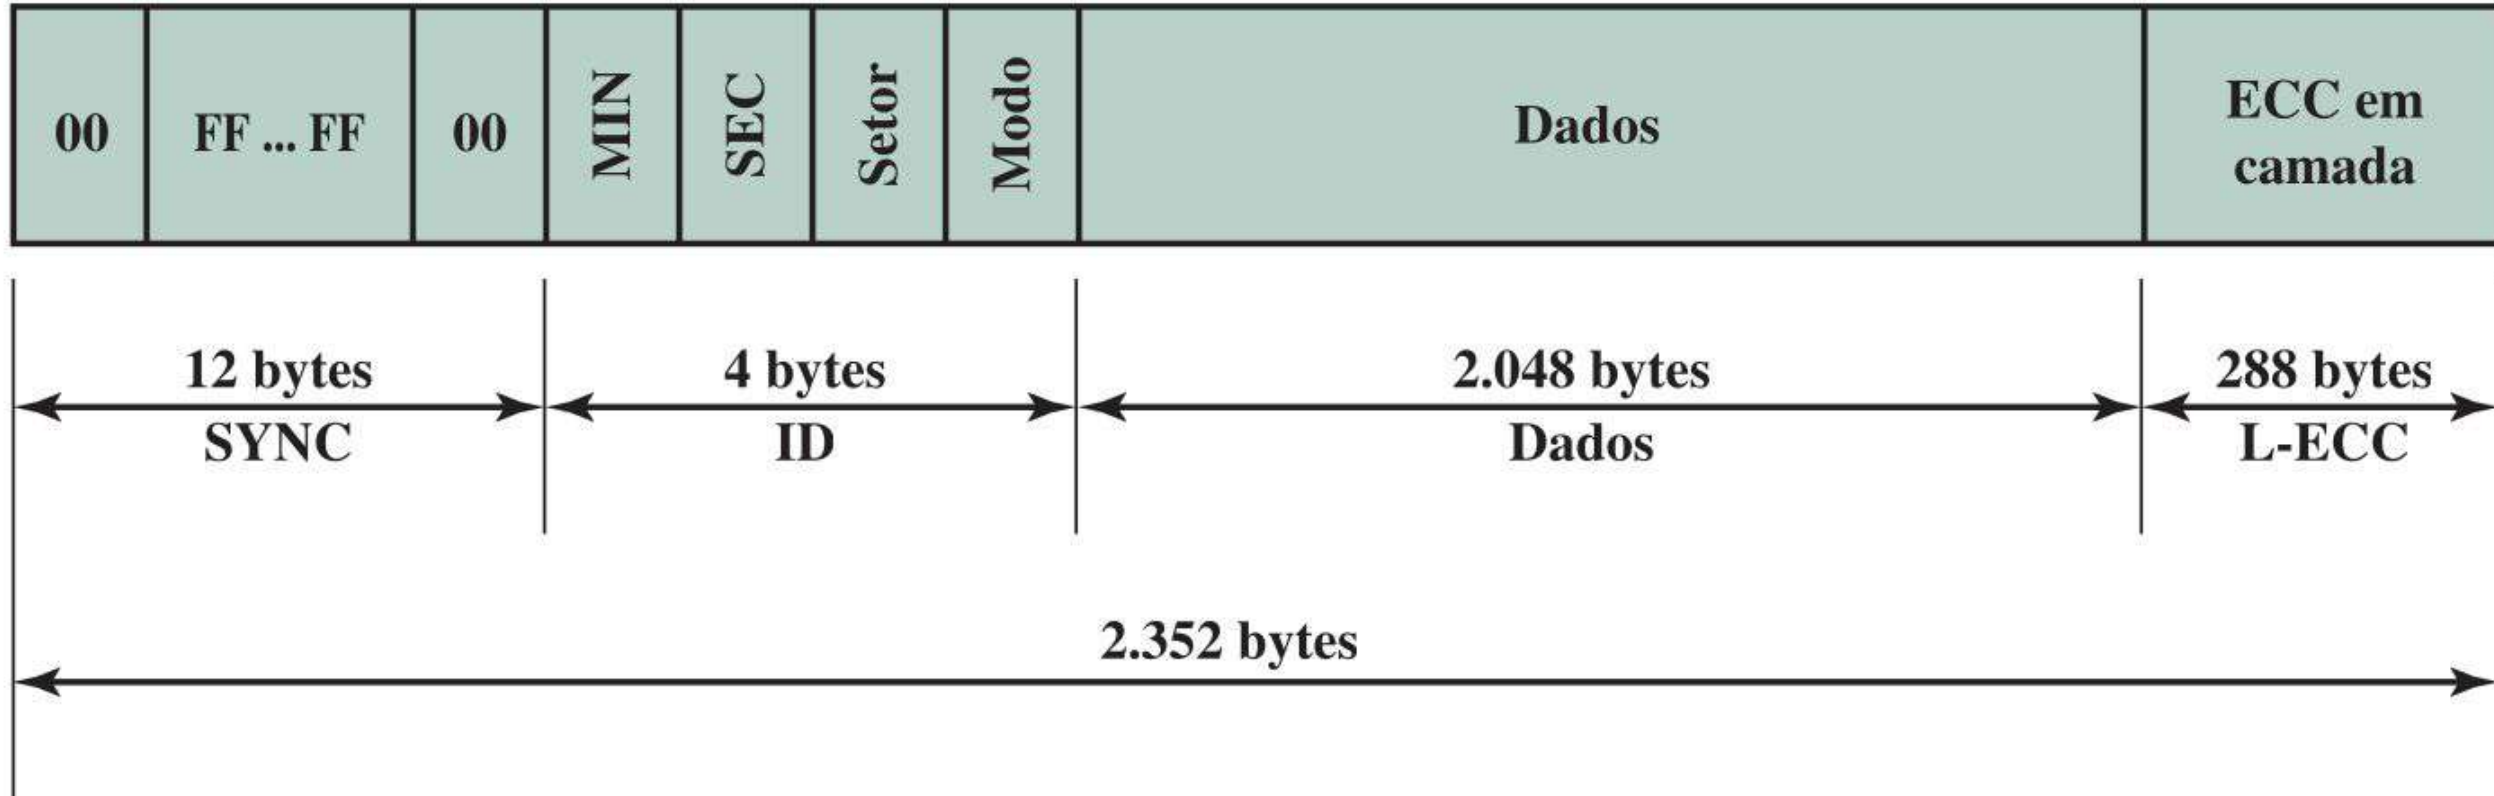 00
FF ... FF
00
MIN
SEC
Setor
Modo
Dados
ECC em
camada
12 bytes
SYNC
4 bytes
ID
2.048 bytes
Dados
288 bytes
L-ECC
2.352 bytes